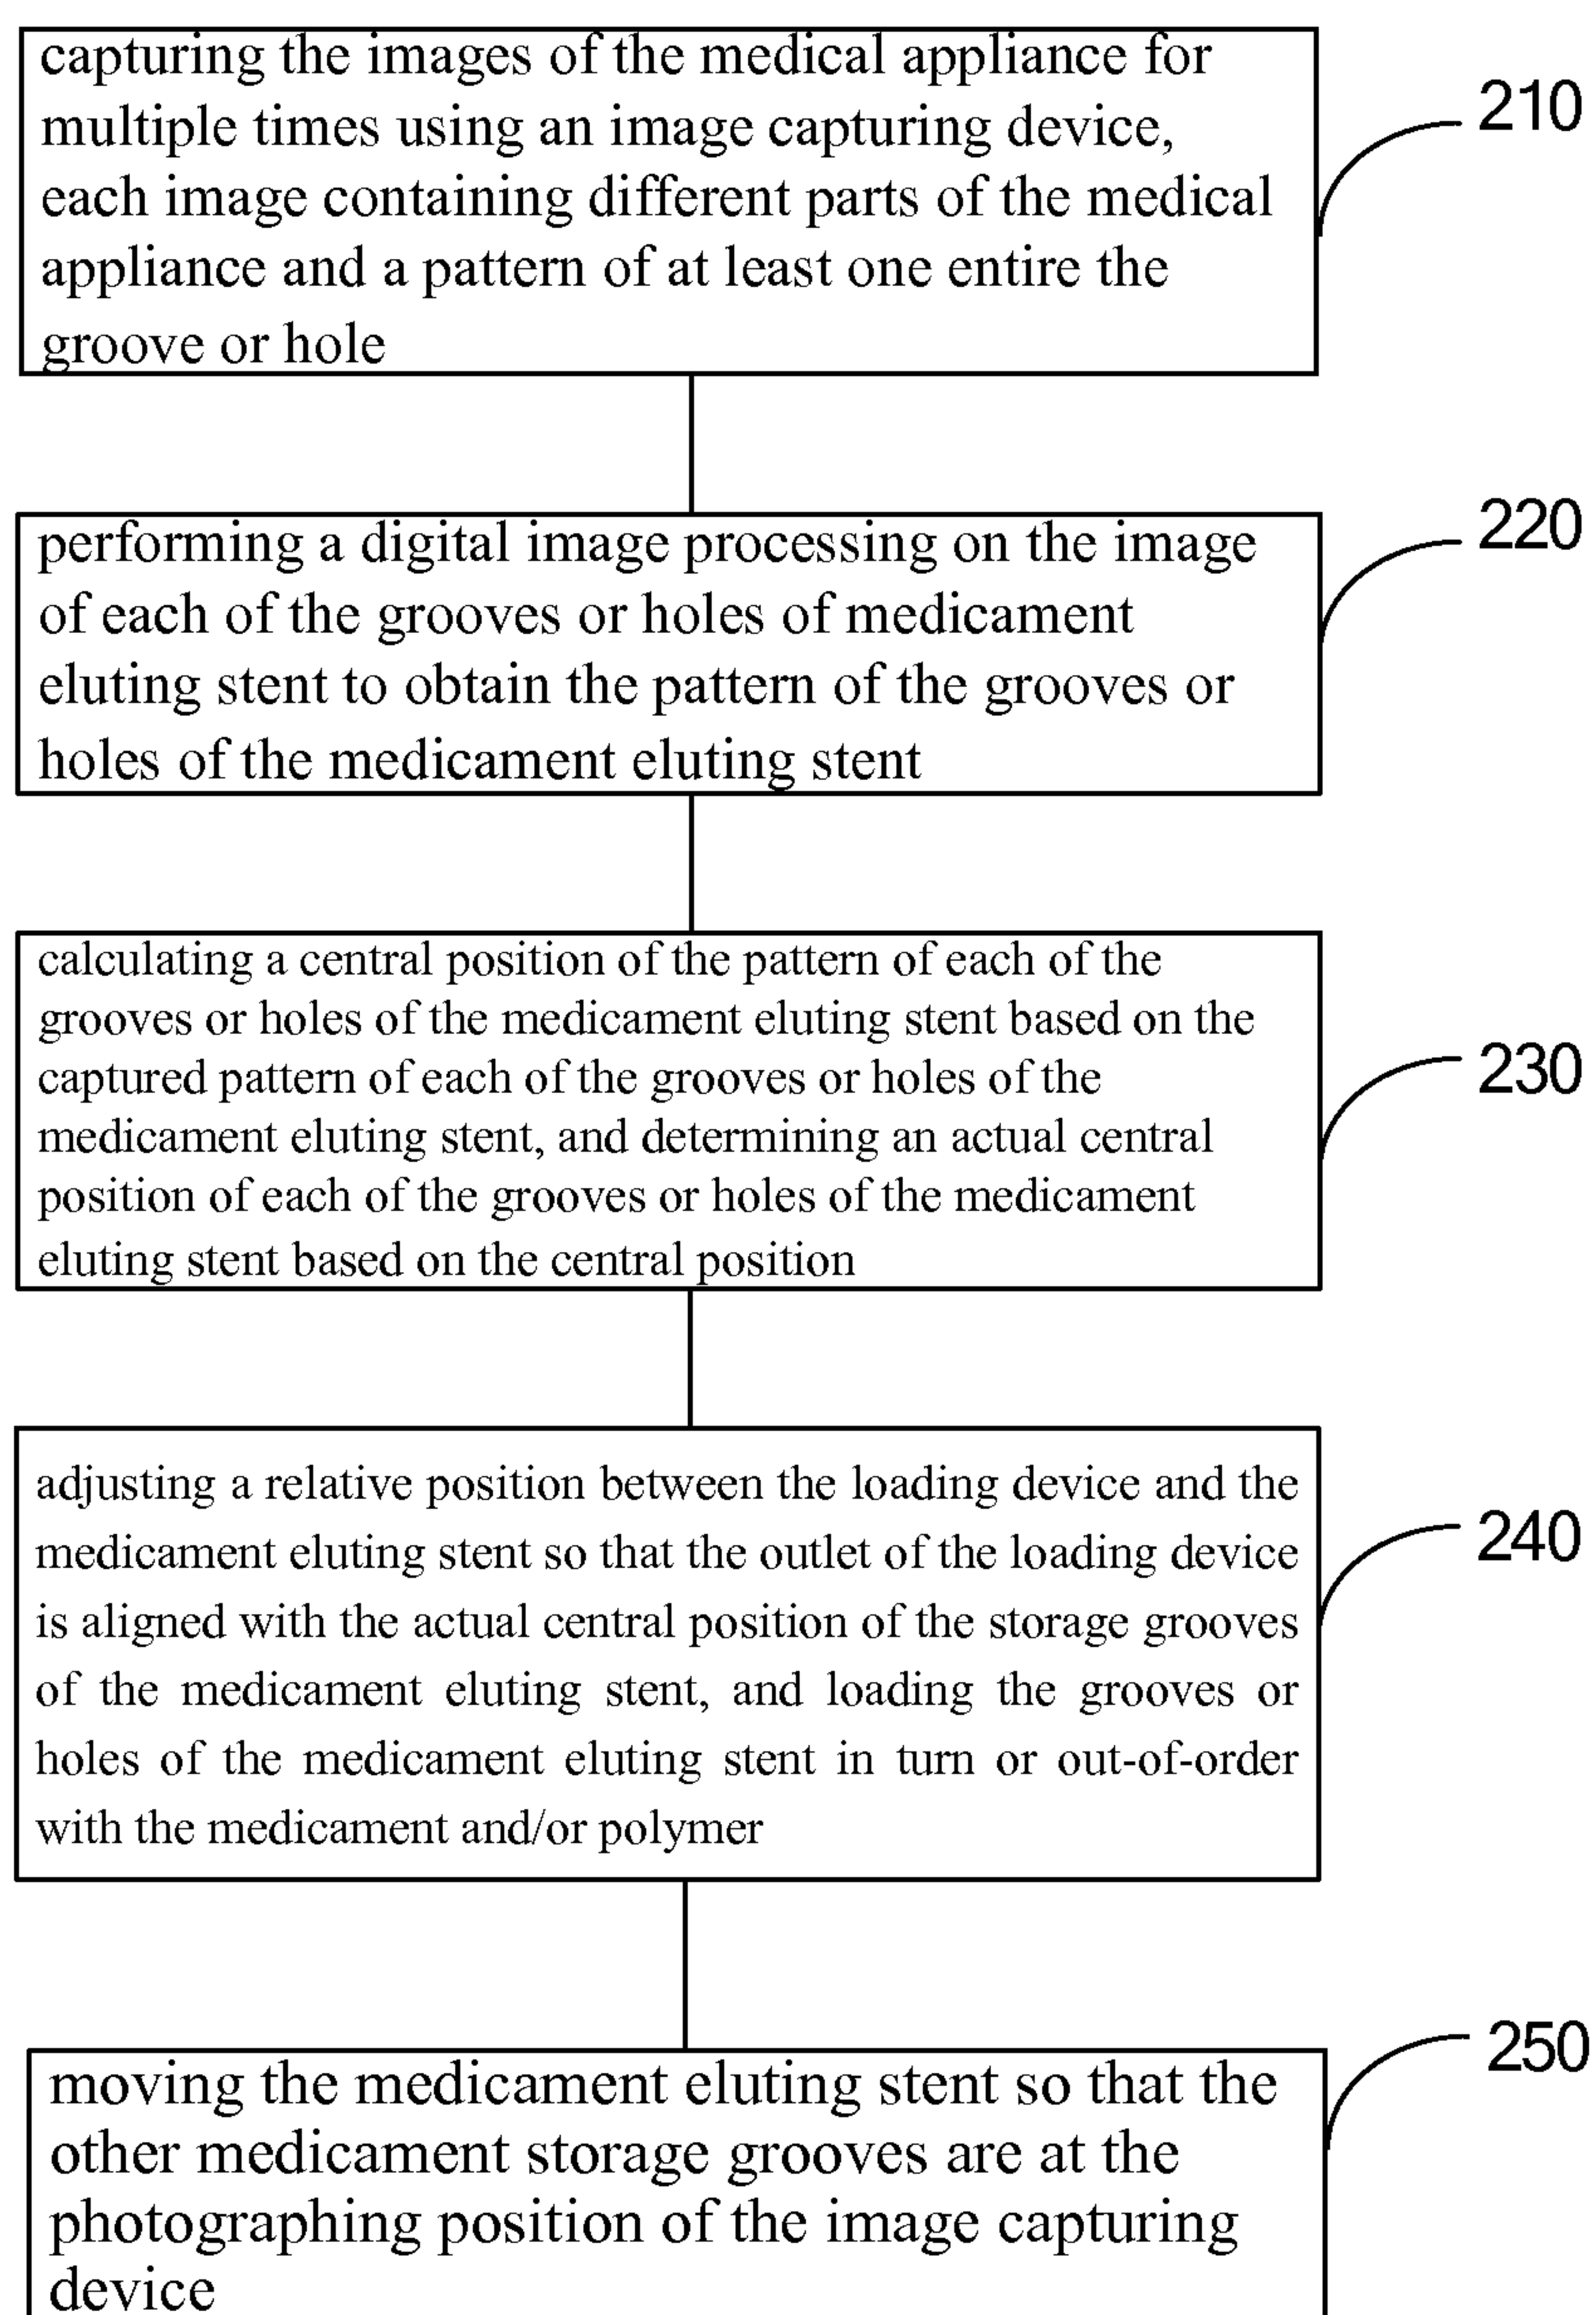 capturing the images of the medical appliance for
multiple times using an image capturing device,
each image containing different parts of the medical
appliance and a pattern of at least one entire the
groove or hole
210
performing a digital image processing on the image
of each of the grooves or holes of medicament
eluting stent to obtain the pattern of the grooves or
holes of the medicament eluting stent
220
calculating a central position of the pattern of each of the
grooves or holes of the medicament eluting stent based on the
captured pattern of each of the grooves or holes of the
medicament eluting stent, and determining an actual central
position of each of the grooves or holes of the medicament
eluting stent based on the central position
230
adjusting a relative position between the loading device and the
medicament eluting stent so that the outlet of the loading device
is aligned with the actual central position of the storage grooves
of the medicament eluting stent, and loading the grooves or
holes of the medicament eluting stent in turn or out-of-order
with the medicament and/or polymer
240
moving the medicament eluting stent so that the
other medicament storage grooves are at the
photographing position of the image capturing
device
250